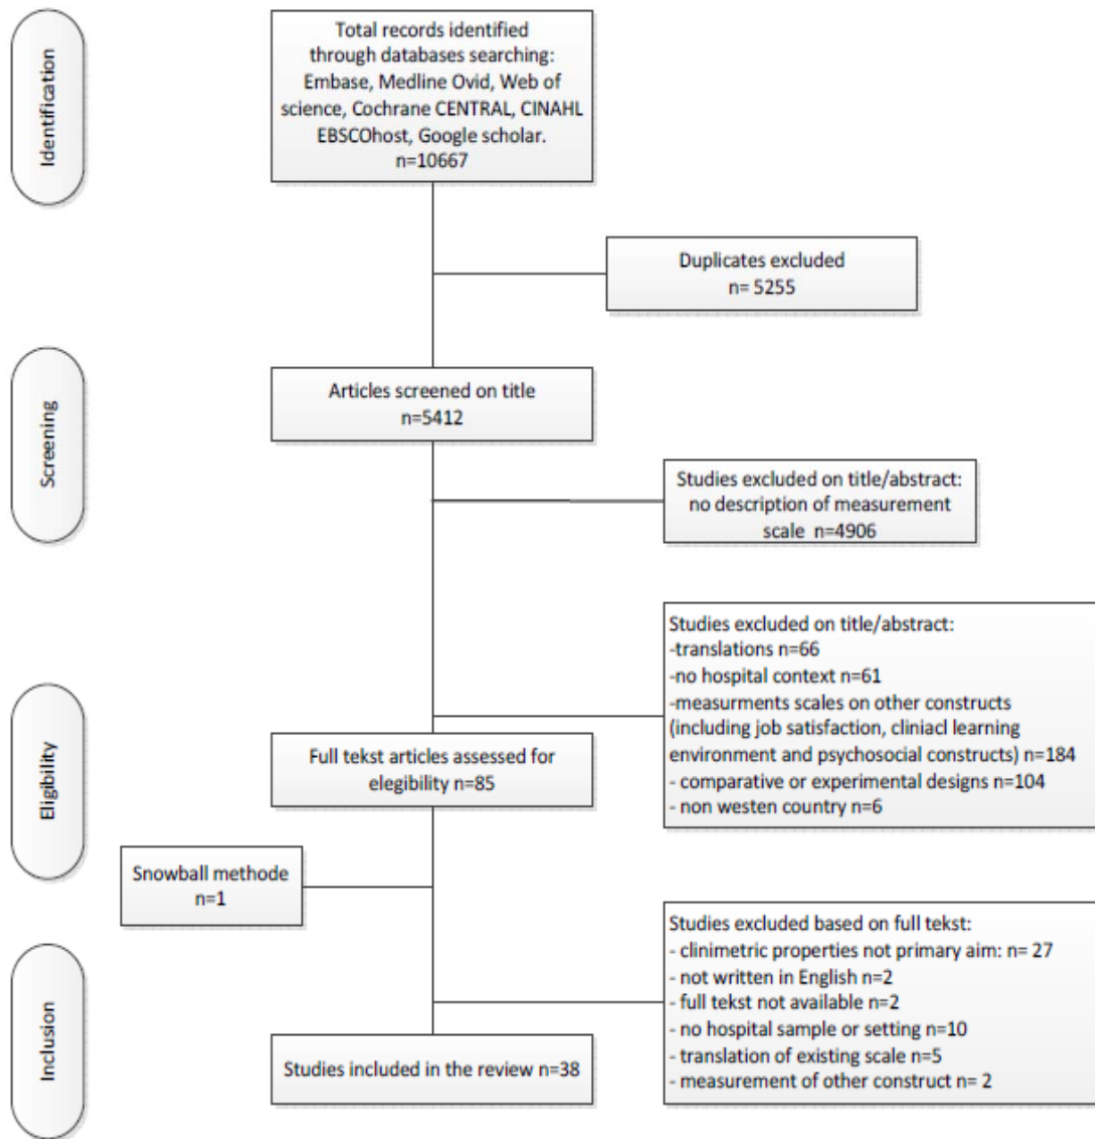 Identification
Total records identified
through databases searching:
Embase, Medline Ovid, Web of
science, Cochrane CENTRAL, CINAHL
EBSCOhost, Google scholar.
n=10667
Duplicates excluded
n= 5255
Screening
Articles screened on title
n=5412
Studies excluded on title/abstract:
no description of measurement
scale n=4906
Eligibility
Studies excluded on title/abstract:
-translations n=66
-no hospital context n=61
-measurments scales on other constructs
(including job satisfaction, cliniacl learning
environment and psychosocial constructs) n=184
- comparative or experimental designs n=104
- non westen country n=6
Full tekst articles assessed for
elegibility n=85
Snowball methode
n=1
Inclusion
Studies excluded based on full tekst:
- clinimetric properties not primary aim: n= 27
- not written in English n=2
- full tekst not available n=2
- no hospital sample or setting n=10
- translation of existing scale n=5
- measurement of other construct n= 2
Studies included in the review n=38